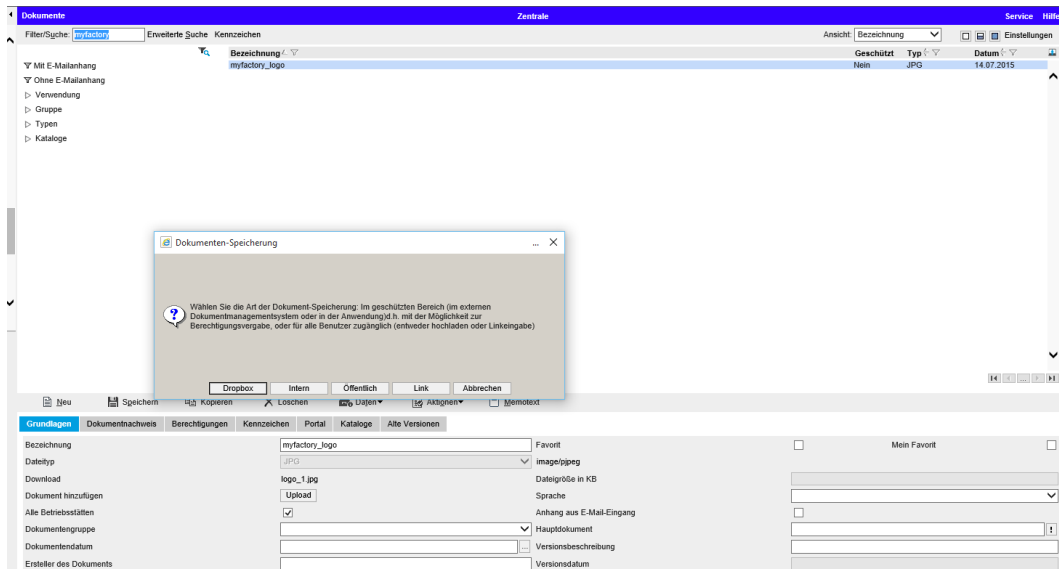 Dokumente Zentrale Service Hilfe
Filter/Suche: myfactory Erweiterte Suche Kennzeichen Ansicht: Bezeichnung Einstellungen
Bezeichnung Geschützt Typ Datum
Mit E-Mailanhang myfactory_logo Nein JPG 14.07.2015
Ohne E-Mailanhang
Verwendung
Gruppe
Typen
Kataloge
Dokumenten-Speicherung ...
Wählen Sie die Art der Dokument-Speicherung: Im geschützten Bereich (im externen
Dokumentmanagementsystem oder in der Anwendung)d.h. mit der Möglichkeit zur
Berechtigungsvergabe, oder für alle Benutzer zugänglich (entweder hochladen oder Linkeingabe)
Dropbox Intern Öffentlich Link Abbrechen
Neu Speichern Kopieren Löschen Daten Aktionen Memotext
Grundlagen Dokumentnachweis Berechtigungen Kennzeichen Portal Kataloge Alte Versionen
Bezeichnung myfactory_logo Favorit Mein Favorit
Dateityp JPG image/pjpeg
Download logo_1.jpg Dateigröße in KB
Dokument hinzufügen Upload Sprache
Alle Betriebsstätten Anhang aus E-Mail-Eingang
Dokumentengruppe Hauptdokument !
Dokumentendatum ... Versionsbeschreibung
Ersteller des Dokuments Versionsdatum